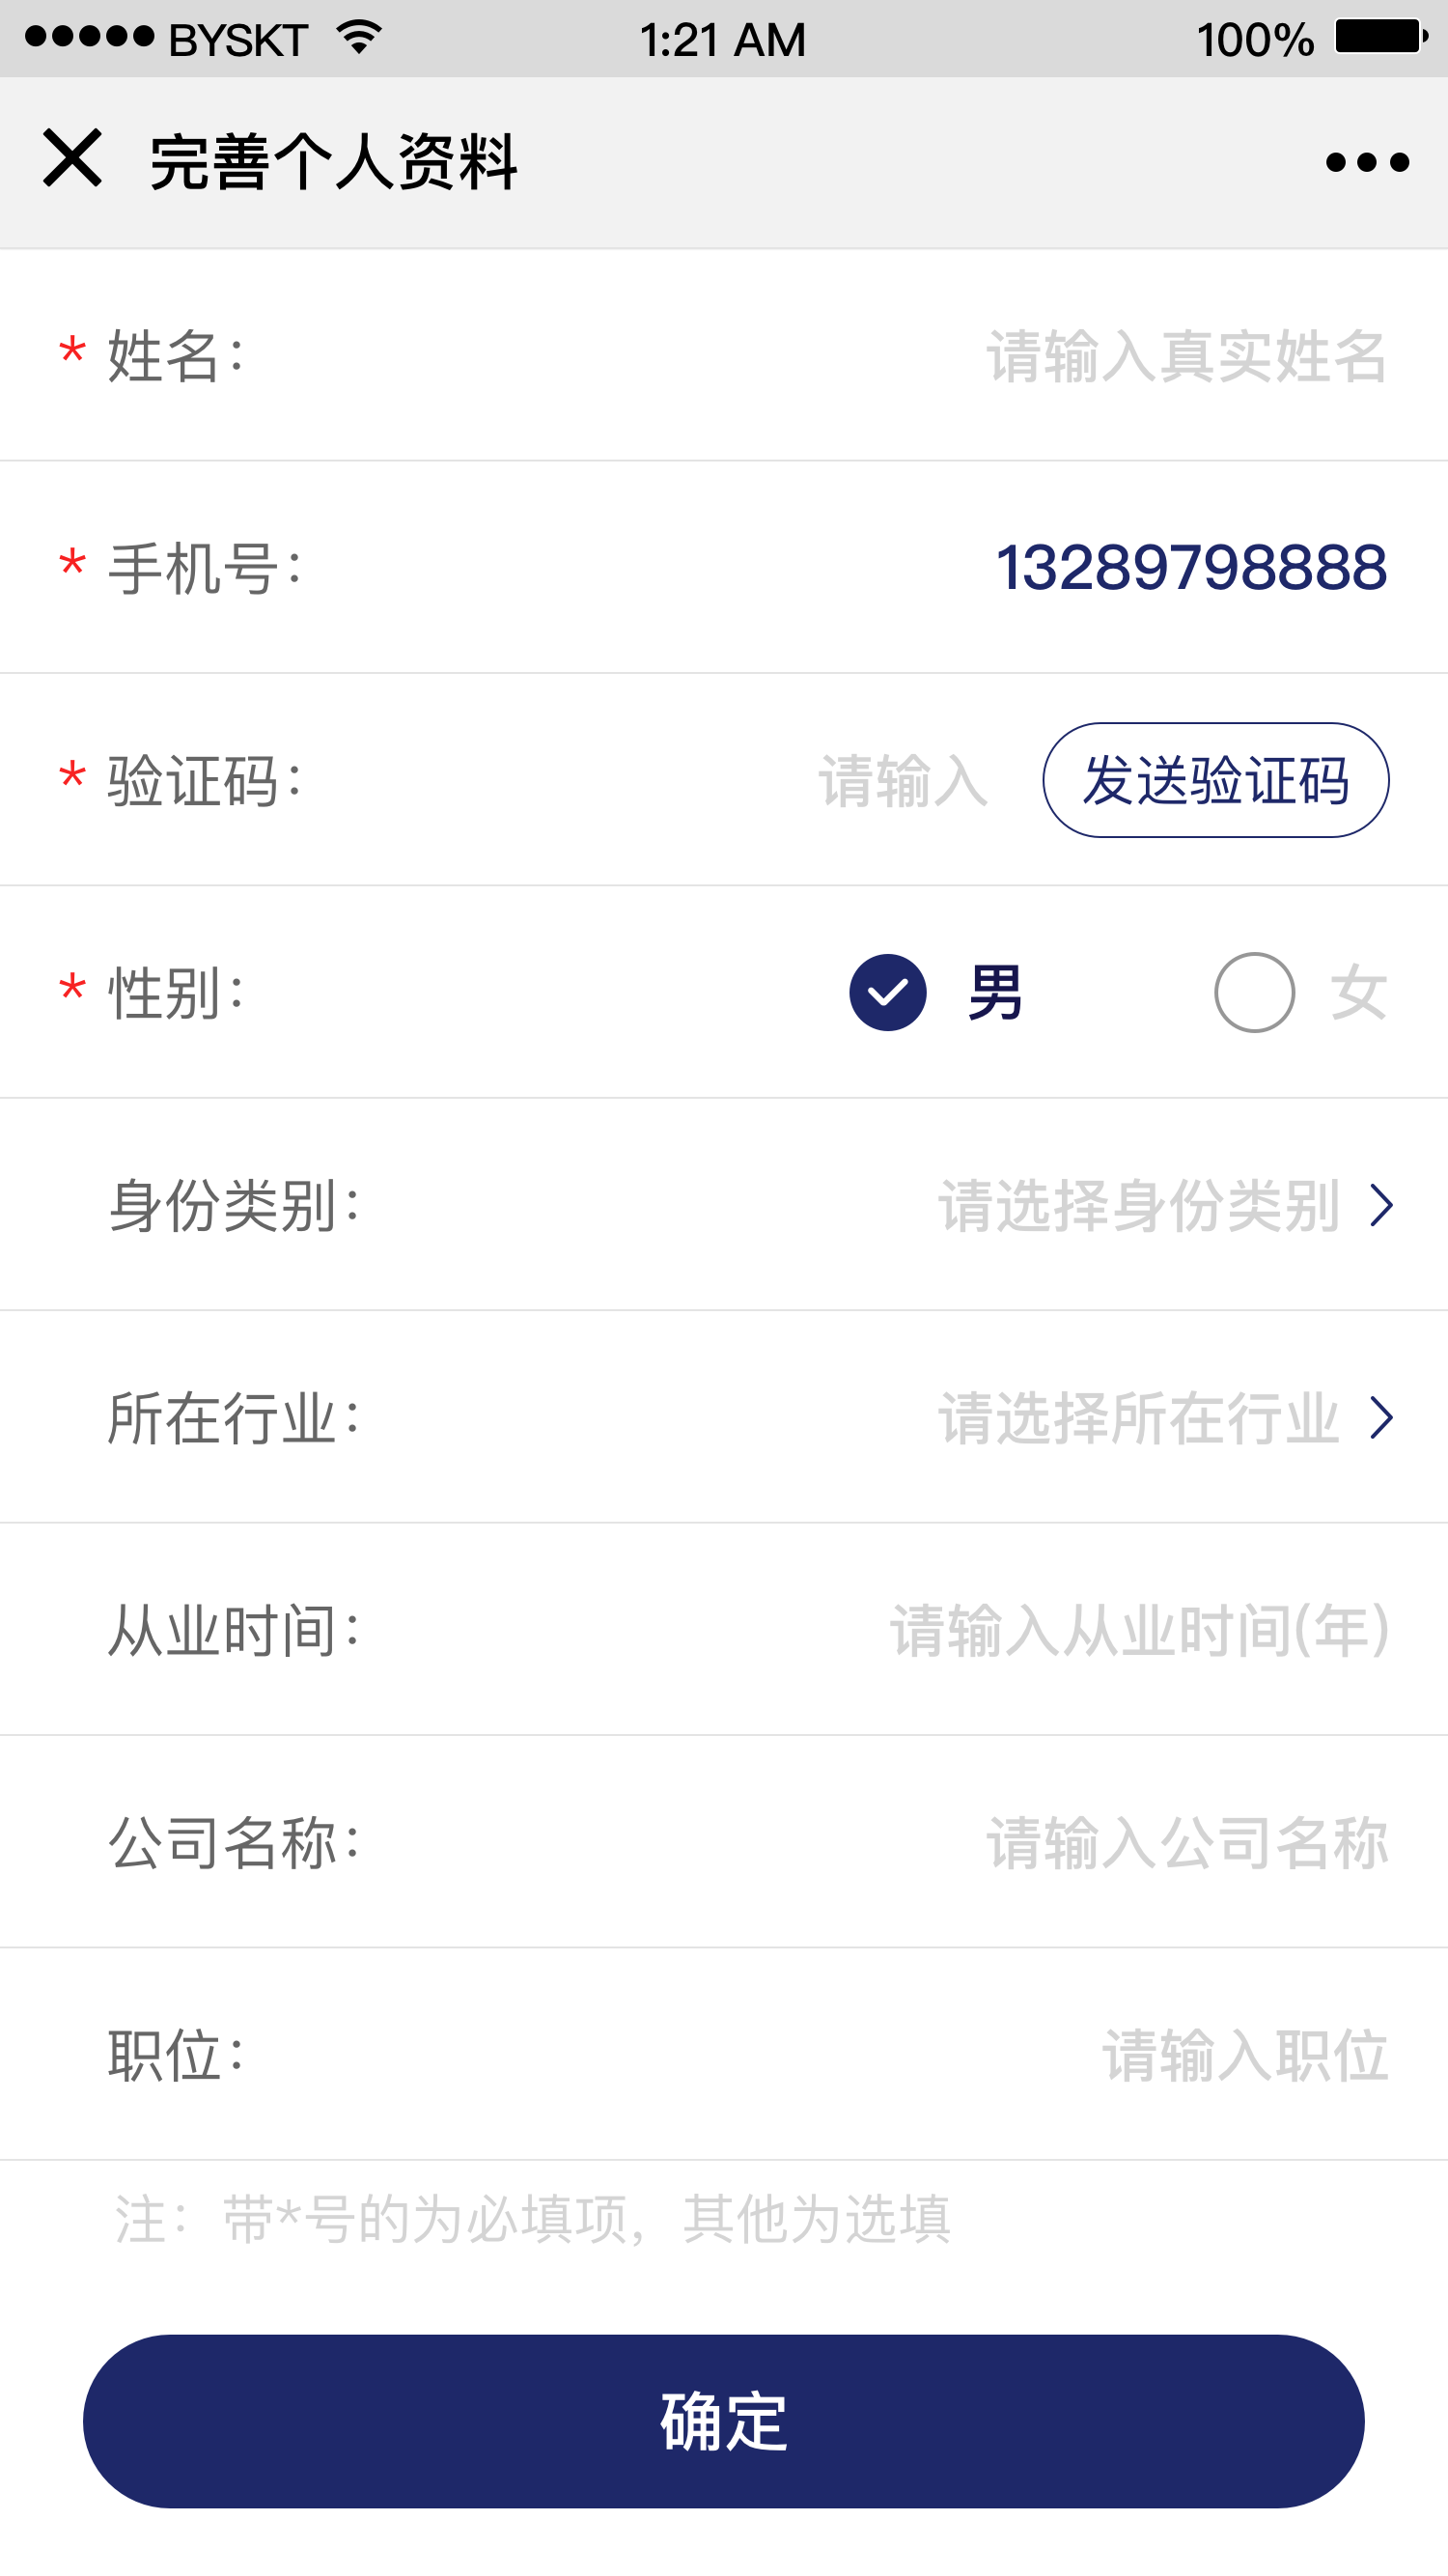 BYSKT 1:21 AM 100%
完善个人资料
* 姓名： 请输入真实姓名
* 手机号： 13289798888
* 验证码： 请输入 发送验证码
* 性别： 男 女
身份类别： 请选择身份类别
所在行业： 请选择所在行业
从业时间： 请输入从业时间(年)
公司名称： 请输入公司名称
职位： 请输入职位
注：带*号的为必填项，其他为选填
确定